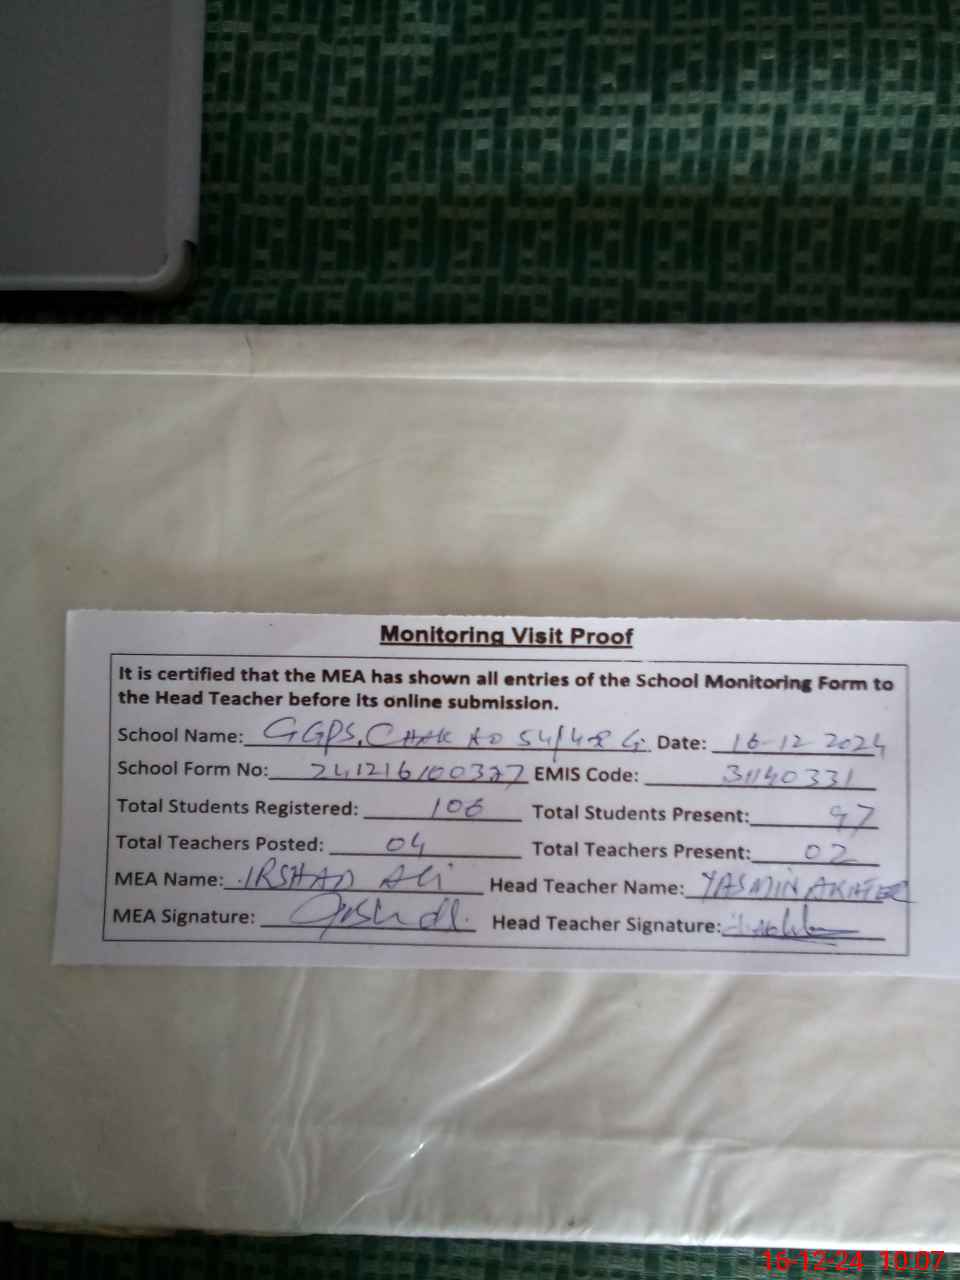 Monitoring Visit Proof
It is certified that the MEA has shown all entries of the School Monitoring Form to
the Head Teacher before its online submission.
School Name: GGPS. CHAK NO 54/4R G Date: 16-12 2024
School Form No: 241216100327 EMIS Code: 31140331
Total Students Registered: 106 Total Students Present: 97
Total Teachers Posted: 04 Total Teachers Present: 02
MEA Name: IRSHAD ALi Head Teacher Name: YASMIN AKHTER
MEA Signature: Head Teacher Signature:
16-12-24 10:07